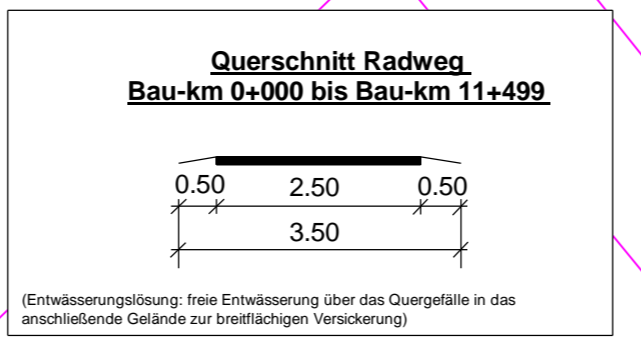 Querschnitt Radweg
Bau-km 0+000 bis Bau-km 11+499
0.50 2.50 0.50
3.50
(Entwässerungslösung: freie Entwässerung über das Quergefälle in das
anschließende Gelände zur breitflächigen Versickerung)